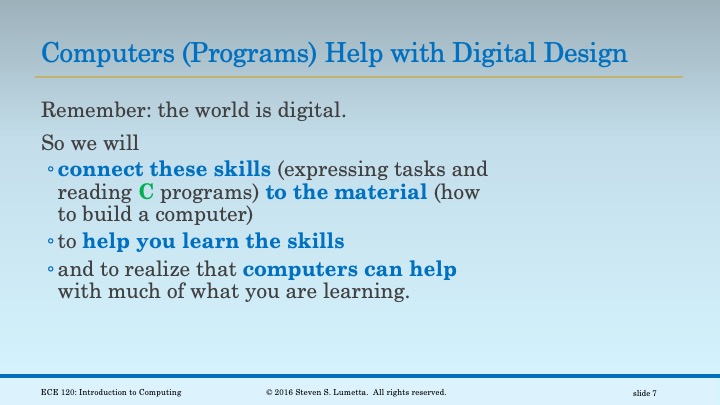 Computers (Programs) Help with Digital Design
Remember: the world is digital.
So we will
◦connect these skills (expressing tasks and
reading C programs) to the material (how
to build a computer)
◦to help you learn the skills
◦and to realize that computers can help
with much of what you are learning.
ECE 120: Introduction to Computing © 2016 Steven S. Lumetta. All rights reserved. slide 7